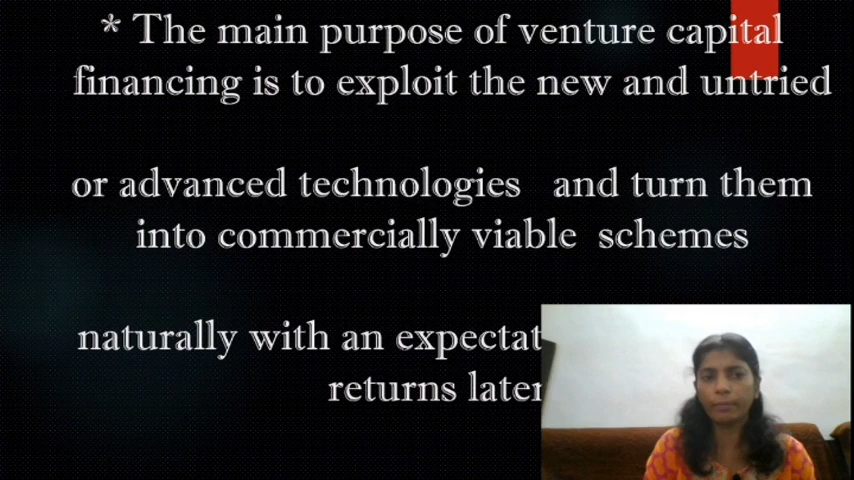 * The main purpose of venture capital
financing is to exploit the new and untried
or advanced technologies and turn them
into commercially viable schemes
naturally with an
returns later